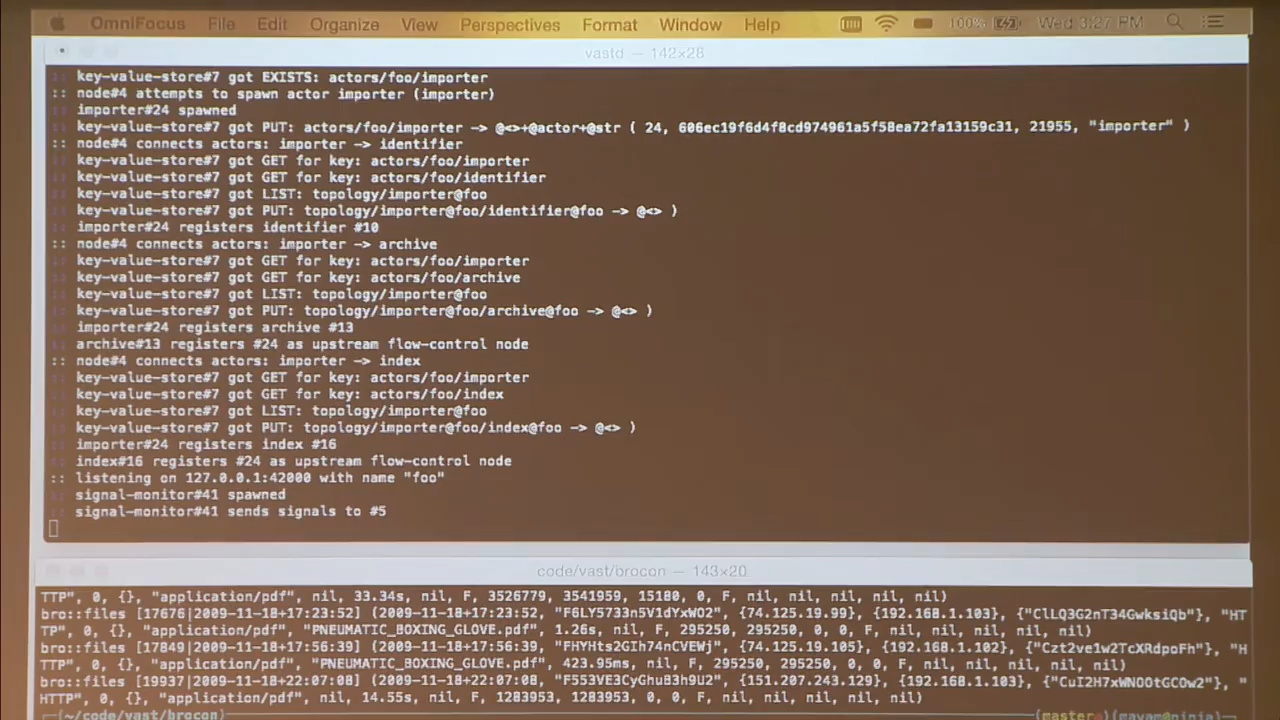 OmniFocus File Edit Organize View Perspectives Format Window Help 100% Wed 3:27 PM
vastd — 142×28
:: key-value-store#7 got EXISTS: actors/foo/importer
:: node#4 attempts to spawn actor importer (importer)
:: importer#24 spawned
:: key-value-store#7 got PUT: actors/foo/importer -> @<>+@actor+@str ( 24, 606ec19f6d4f8cd974961a5f58ea72fa13159c31, 21955, "importer" )
:: node#4 connects actors: importer -> identifier
:: key-value-store#7 got GET for key: actors/foo/importer
:: key-value-store#7 got GET for key: actors/foo/identifier
:: key-value-store#7 got LIST: topology/importer@foo
:: key-value-store#7 got PUT: topology/importer@foo/identifier@foo -> @<> )
:: importer#24 registers identifier #10
:: node#4 connects actors: importer -> archive
:: key-value-store#7 got GET for key: actors/foo/importer
:: key-value-store#7 got GET for key: actors/foo/archive
:: key-value-store#7 got LIST: topology/importer@foo
:: key-value-store#7 got PUT: topology/importer@foo/archive@foo -> @<> )
:: importer#24 registers archive #13
:: archive#13 registers #24 as upstream flow-control node
:: node#4 connects actors: importer -> index
:: key-value-store#7 got GET for key: actors/foo/importer
:: key-value-store#7 got GET for key: actors/foo/index
:: key-value-store#7 got LIST: topology/importer@foo
:: key-value-store#7 got PUT: topology/importer@foo/index@foo -> @<> )
:: importer#24 registers index #16
:: index#16 registers #24 as upstream flow-control node
:: listening on 127.0.0.1:42000 with name "foo"
:: signal-monitor#41 spawned
:: signal-monitor#41 sends signals to #5
code/vast/brocon — 143×20
TTP", 0, {}, "application/pdf", nil, 33.34s, nil, F, 3526779, 3541959, 15180, 0, F, nil, nil, nil, nil, nil)
bro::files [17676|2009-11-18+17:23:52] (2009-11-18+17:23:52, "F6LY5733n5V1dYxWO2", {74.125.19.99}, {192.168.1.103}, {"ClLQ3G2nT34GwksiQb"}, "HT
TP", 0, {}, "application/pdf", "PNEUMATIC_BOXING_GLOVE.pdf", 1.26s, nil, F, 295250, 295250, 0, 0, F, nil, nil, nil, nil, nil)
bro::files [17849|2009-11-18+17:56:39] (2009-11-18+17:56:39, "FHYHts2GIh74nCVEWj", {74.125.19.105}, {192.168.1.102}, {"Czt2ve1w2TcXRdpoFh"}, "H
TTP", 0, {}, "application/pdf", "PNEUMATIC_BOXING_GLOVE.pdf", 423.95ms, nil, F, 295250, 295250, 0, 0, F, nil, nil, nil, nil, nil)
bro::files [19937|2009-11-18+22:07:08] (2009-11-18+22:07:08, "F553VE3CyGhuB3h9U2", {151.207.243.129}, {192.168.1.103}, {"CuI2H7xWNOOtGCOw2"}, "
HTTP", 0, {}, "application/pdf", nil, 14.55s, nil, F, 1283953, 1283953, 0, 0, F, nil, nil, nil, nil, nil)
(~/code/vast/brocon) (master